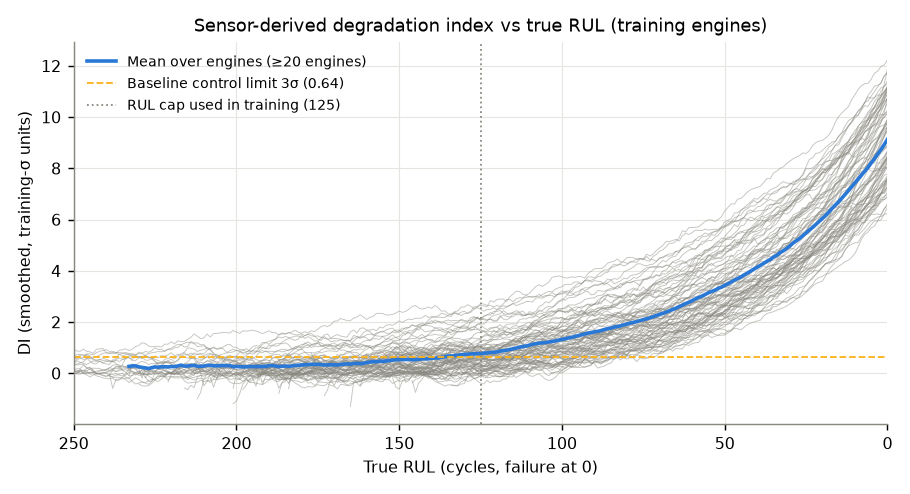 Sensor-derived degradation index vs true RUL (training engines)
Mean over engines (≥20 engines)
Baseline control limit 3σ (0.64)
RUL cap used in training (125)
DI (smoothed, training-σ units)
12
10
8
6
4
2
0
250
200
150
100
50
0
True RUL (cycles, failure at 0)